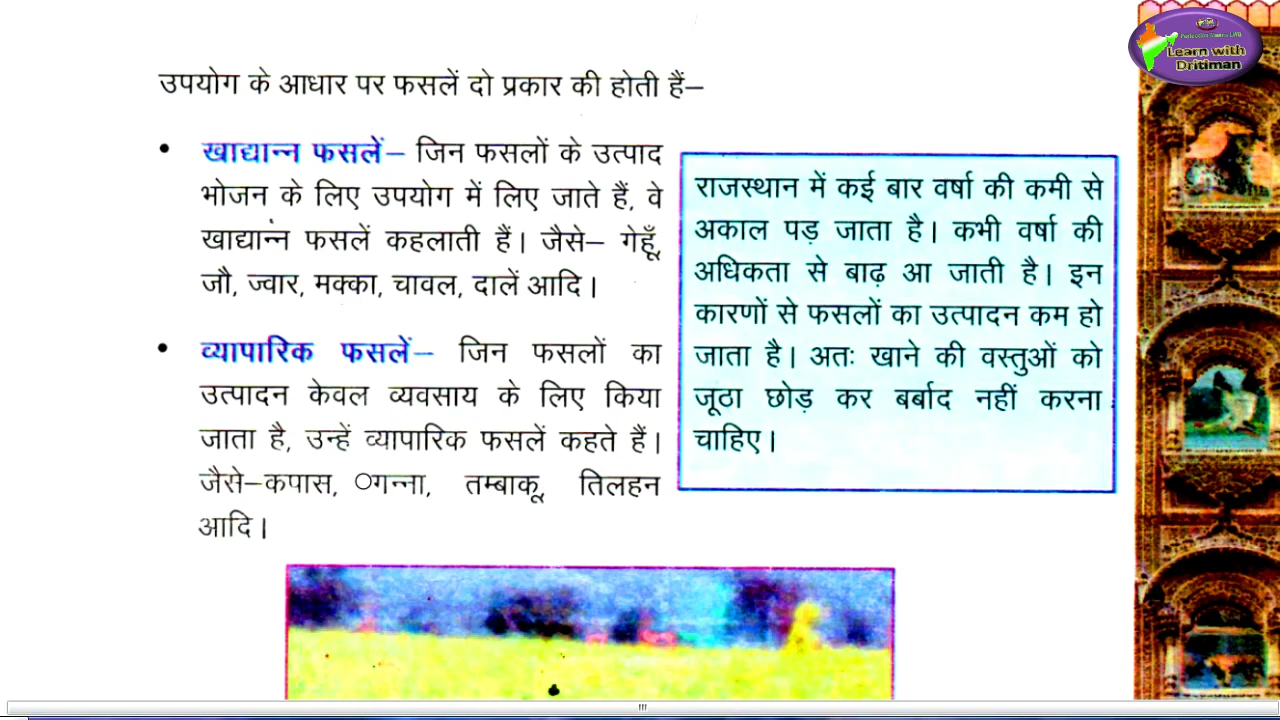 उपयोग के आधार पर फसलें दो प्रकार की होती हैं–
• खाद्यान्न फसलें– जिन फसलों के उत्पाद
भोजन के लिए उपयोग में लिए जाते हैं, वे
खाद्यान्न फसलें कहलाती हैं। जैसे– गेहूँ,
जौ, ज्वार, मक्का, चावल, दालें आदि।
• व्यापारिक फसलें– जिन फसलों का
उत्पादन केवल व्यवसाय के लिए किया
जाता है, उन्हें व्यापारिक फसलें कहते हैं।
जैसे–कपास, गन्ना, तम्बाकू, तिलहन
आदि।
राजस्थान में कई बार वर्षा की कमी से
अकाल पड़ जाता है। कभी वर्षा की
अधिकता से बाढ़ आ जाती है। इन
कारणों से फसलों का उत्पादन कम हो
जाता है। अतः खाने की वस्तुओं को
जूठा छोड़ कर बर्बाद नहीं करना
चाहिए।
Learn with
Dritiman